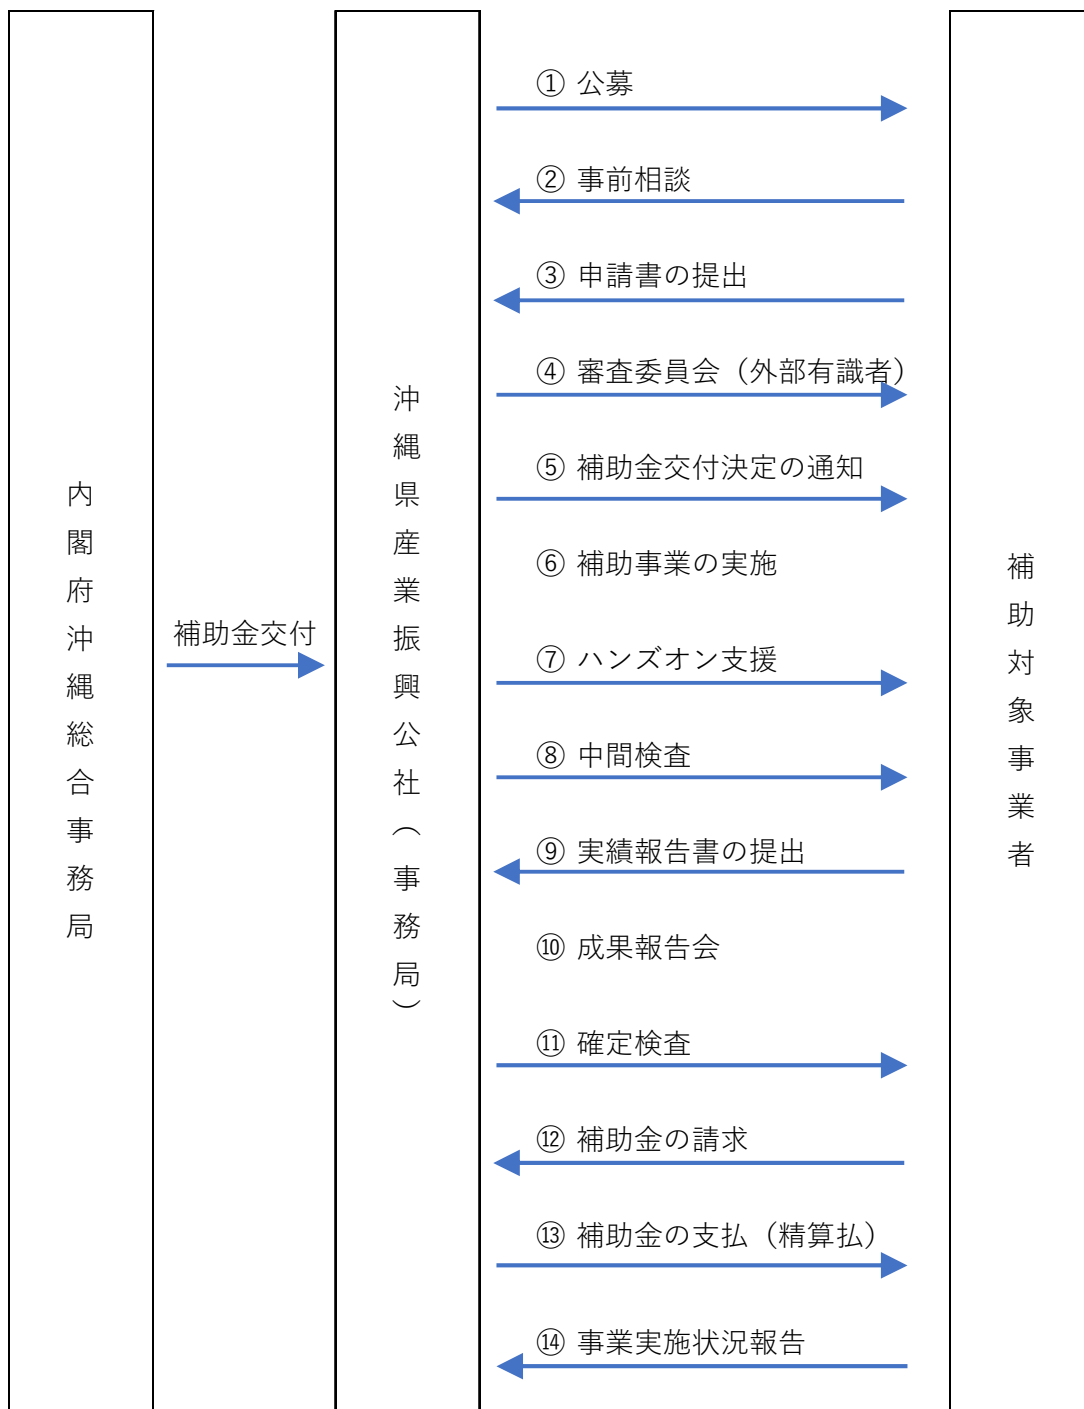 内閣府沖縄総合事務局
補助金交付
沖縄県産業振興公社（事務局）
① 公募
② 事前相談
③ 申請書の提出
④ 審査委員会（外部有識者）
⑤ 補助金交付決定の通知
⑥ 補助事業の実施
⑦ ハンズオン支援
⑧ 中間検査
⑨ 実績報告書の提出
⑩ 成果報告会
⑪ 確定検査
⑫ 補助金の請求
⑬ 補助金の支払（精算払）
⑭ 事業実施状況報告
補助対象事業者